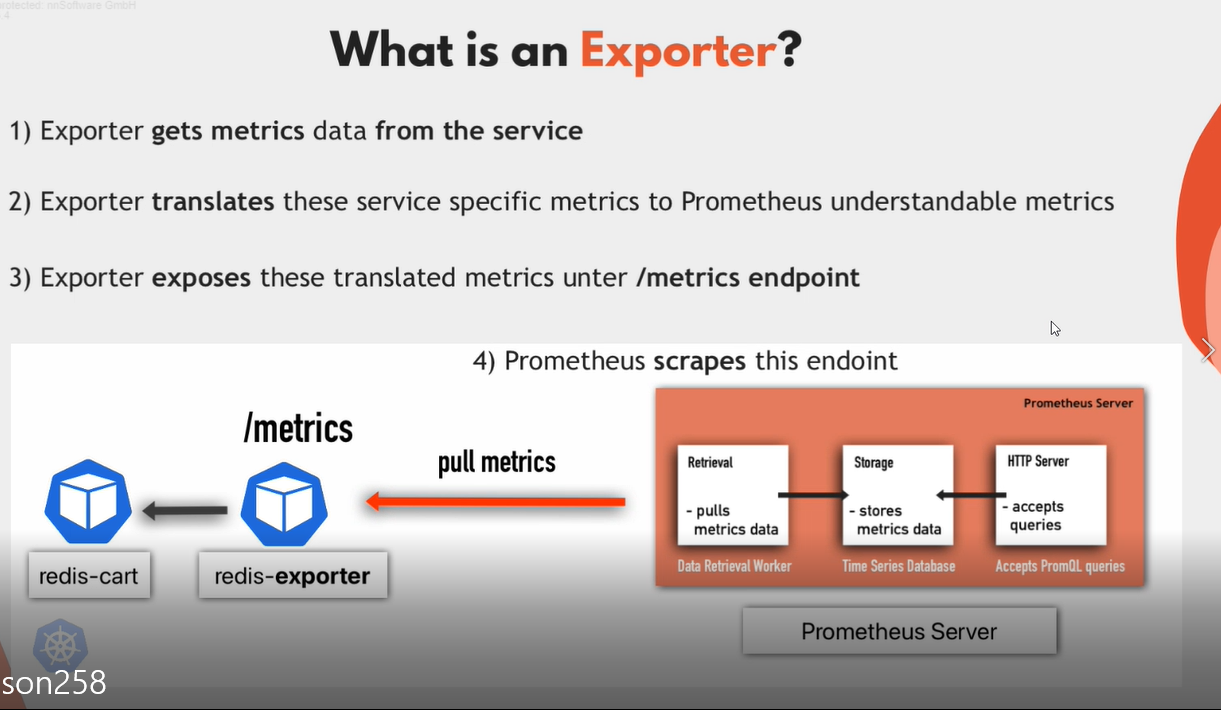 rotected: nnSoftware GmbH
.4
What is an Exporter?
1) Exporter gets metrics data from the service
2) Exporter translates these service specific metrics to Prometheus understandable metrics
3) Exporter exposes these translated metrics unter /metrics endpoint
4) Prometheus scrapes this endoint
Prometheus Server
/metrics
pull metrics
Retrieval
- pulls
metrics data
Storage
- stores
metrics data
HTTP Server
- accepts
queries
Data Retrieval Worker
Time Series Database
Accepts PromQL queries
redis-cart
redis-exporter
Prometheus Server
son258